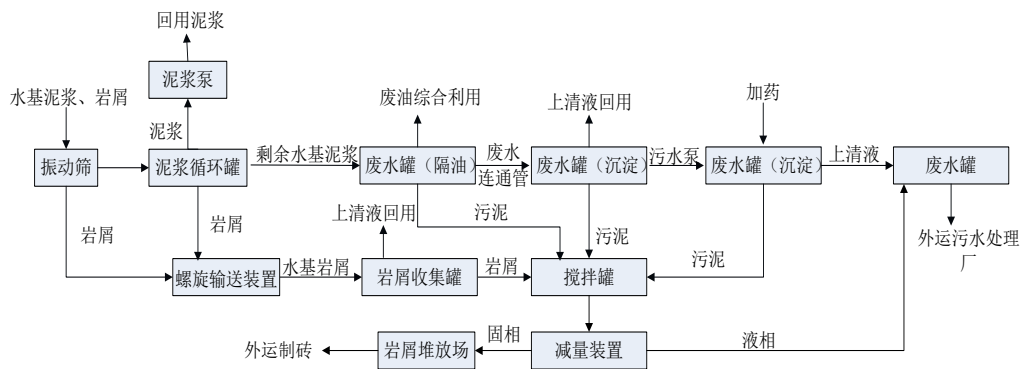 回用泥浆
泥浆泵
水基泥浆、岩屑
泥浆
废油综合利用
上清液回用
加药
振动筛
泥浆循环罐
剩余水基泥浆
废水罐（隔油）
废水
连通管
废水罐（沉淀）
污水泵
废水罐（沉淀）
上清液
废水罐
岩屑
岩屑
上清液回用
污泥
污泥
污泥
外运污水处理
厂
螺旋输送装置
水基岩屑
岩屑收集罐
岩屑
搅拌罐
外运制砖
岩屑堆放场
固相
减量装置
液相